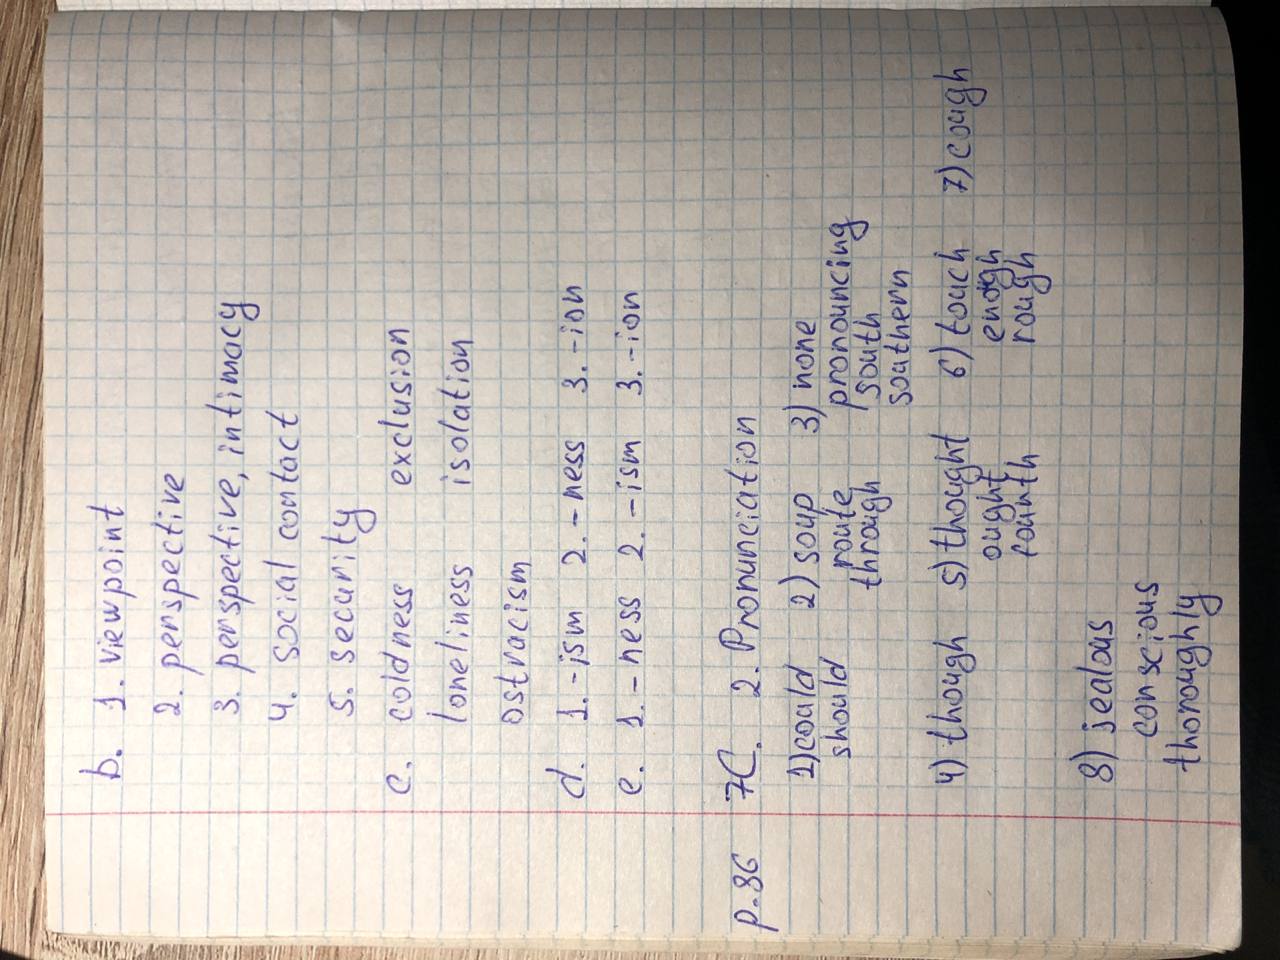 b. 1. viewpoint
2. perspective
3. perspective, intimacy
4. social contact
5. security
c. coldness exclusion
loneliness isolation
ostracism
d. 1. -ism 2. -ness 3. -ion
e. 1. -ness 2. -ism 3. -ion
p. 86 7C. 2. Pronunciation
1) could 2) soup 3) none
should route pronouncing
through south
southern
4) though 5) thought 6) touch 7) cough
ought enogh
rough
8) jealous
conscious
thoroughly